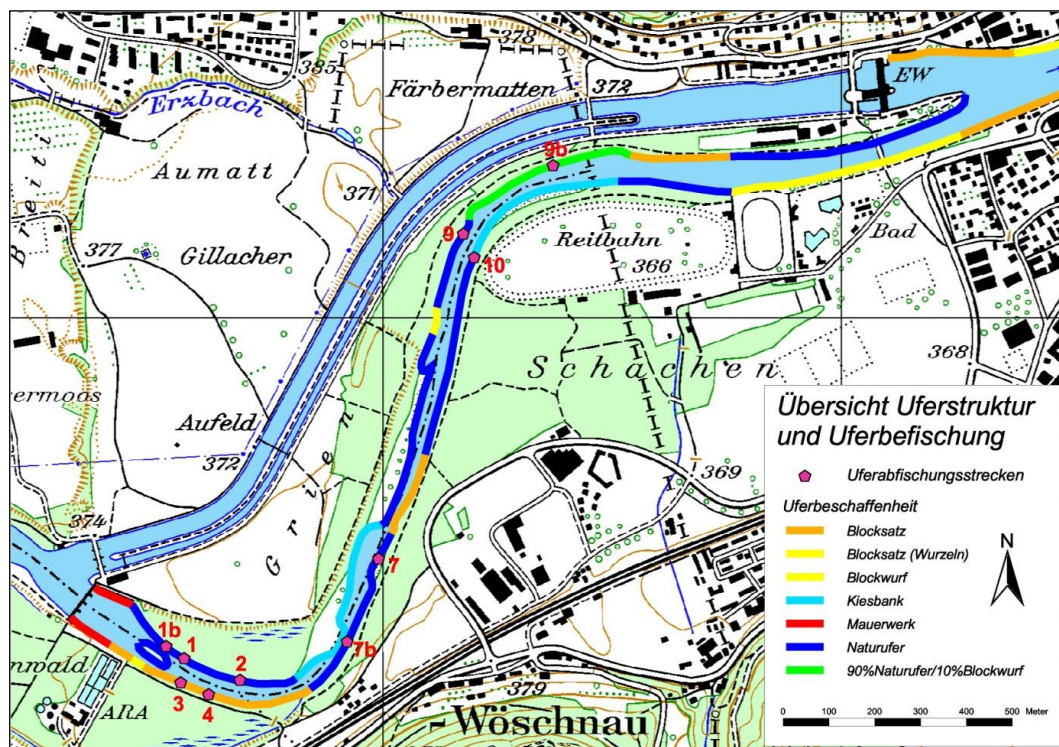 378
385
Färbermatten
372
EW
Erzbach
Aumatt
371
9b
Breiti
377
Gillacher
9
10
Reitbahn
366
Bad
Schachen
368
ermoos
Aufeld
372
Grien
369
374
7
7b
1b
1
2
3
4
nwald
ARA
379
Wöschnau
Übersicht Uferstruktur
und Uferbefischung
Uferabfischungsstrecken
Uferbeschaffenheit
Blocksatz
Blocksatz (Wurzeln)
Blockwurf
Kiesbank
Mauerwerk
Naturufer
90%Naturufer/10%Blockwurf
N
0 100 200 300 400 500 Meter